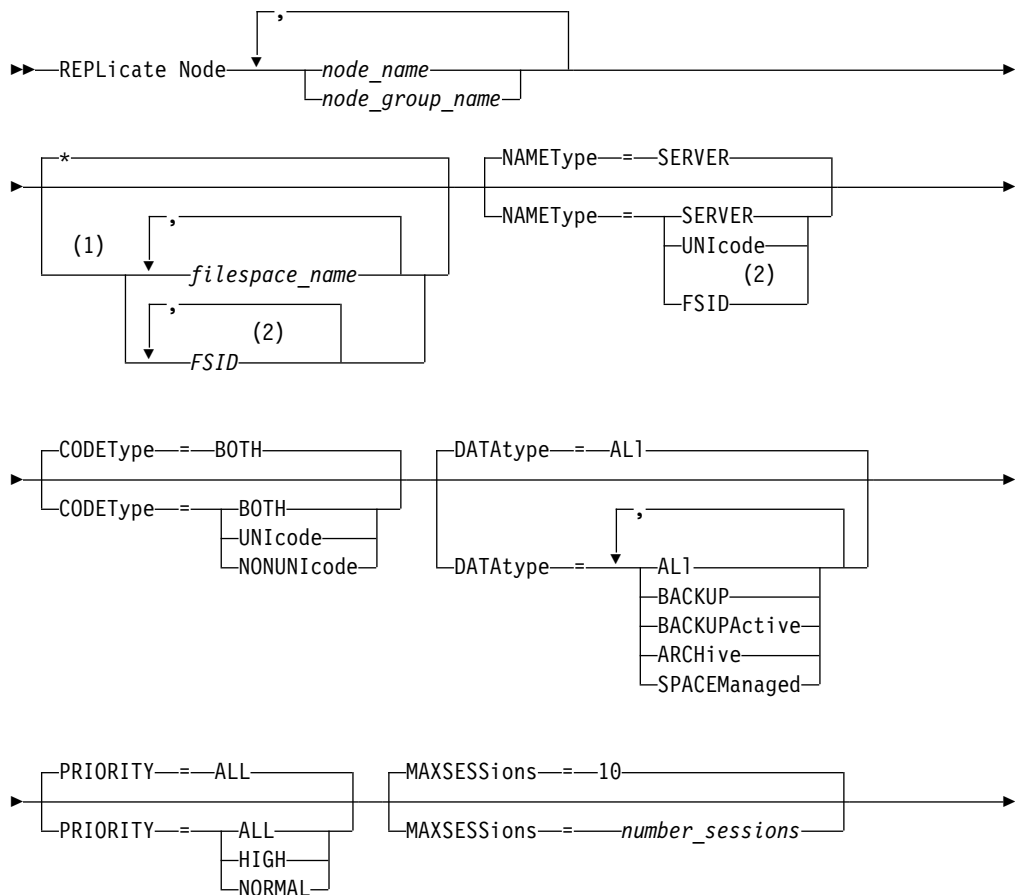 ,
REPLicate Node node_name
node_group_name
*
NAMEType = SERVER
(1)
,
filespace_name
,
(2)
FSID
NAMEType = SERVER
UNIcode
(2)
FSID
CODEType = BOTH
CODEType = BOTH
UNIcode
NONUNIcode
DATAtype = ALl
,
DATAtype = ALl
BACKUP
BACKUPActive
ARCHive
SPACEManaged
PRIORITY = ALL
PRIORITY = ALL
HIGH
NORMAL
MAXSESSions = 10
MAXSESSions = number_sessions